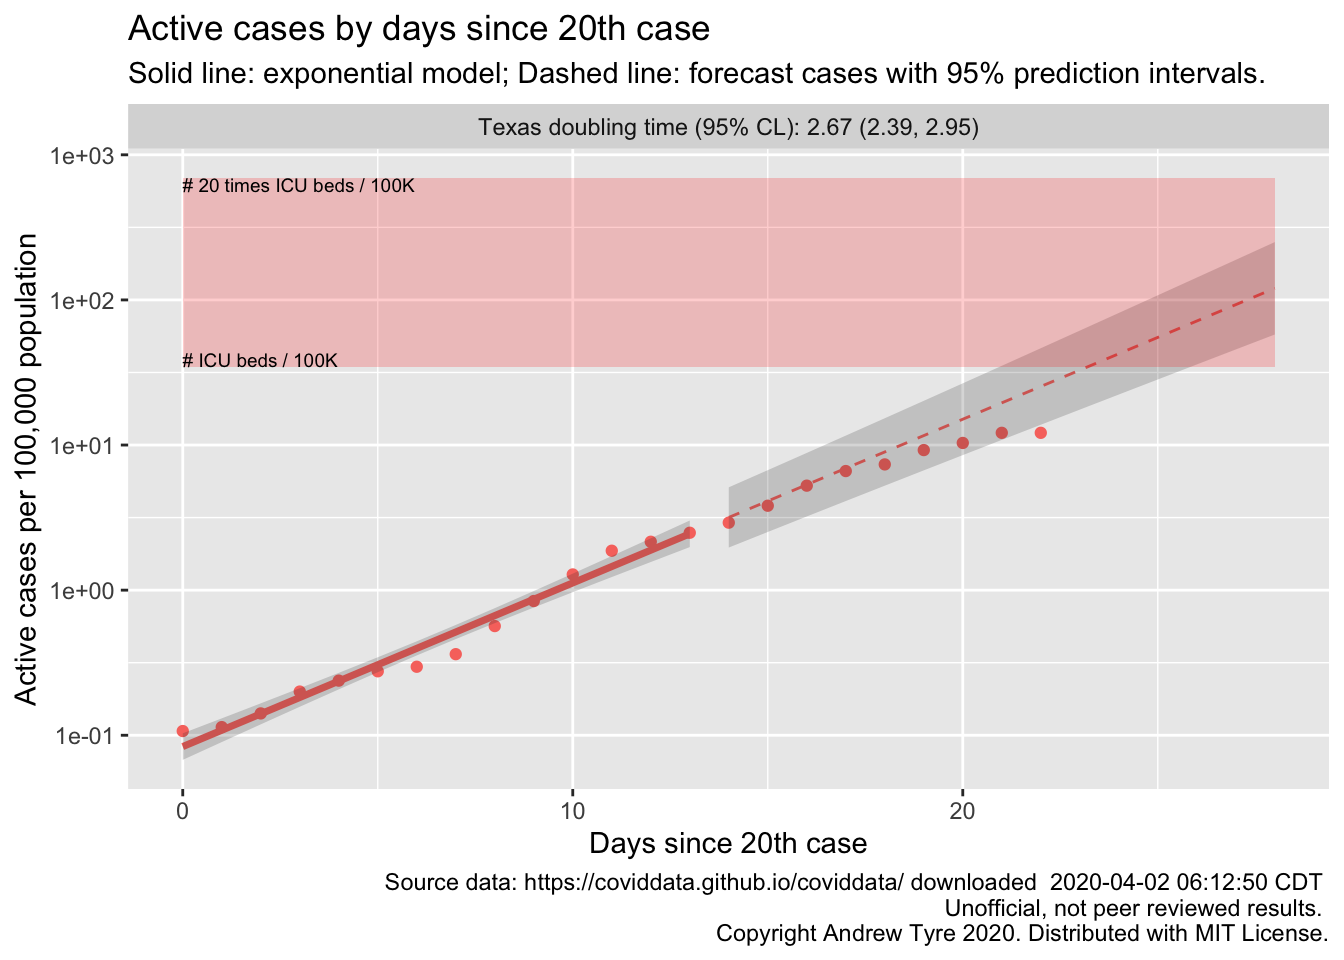 Active cases by days since 20th case
Solid line: exponential model; Dashed line: forecast cases with 95% prediction intervals.
Texas doubling time (95% CL): 2.67 (2.39, 2.95)
Active cases per 100,000 population
1e+03
1e+02
1e+01
1e+00
1e-01
# 20 times ICU beds / 100K
# ICU beds / 100K
0
10
20
Days since 20th case
Source data: https://coviddata.github.io/coviddata/ downloaded  2020-04-02 06:12:50 CDT
Unofficial, not peer reviewed results.
Copyright Andrew Tyre 2020. Distributed with MIT License.